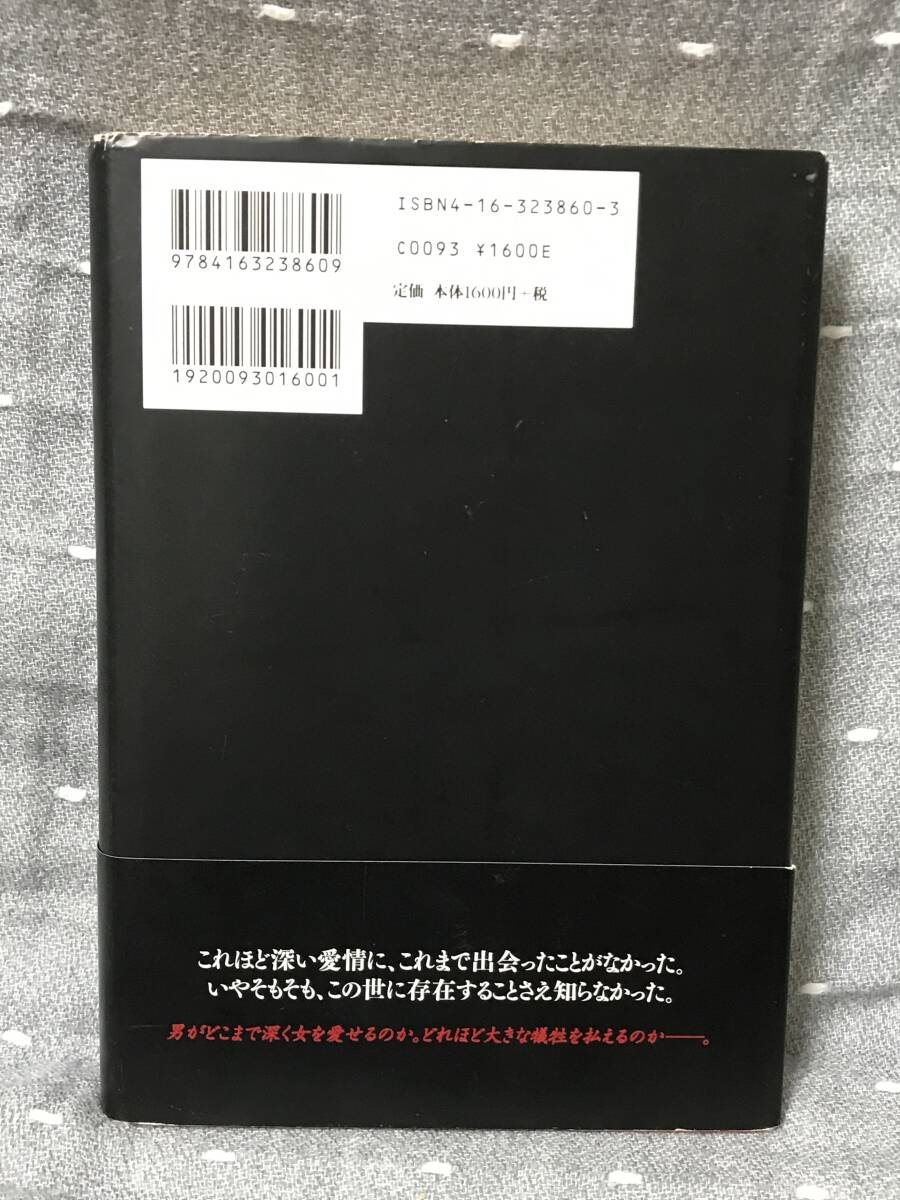 9784163238609
ISBN4-16-323860-3
C0093 ¥1600E
定価 本体1600円+税
1920093016001
これほど深い愛情に、これまで出会ったことがなかった。
いやそもそも、この世に存在することさえ知らなかった。
男がどこまで深く女を愛せるのか。どれほど大きな犠牲を払えるのか――。